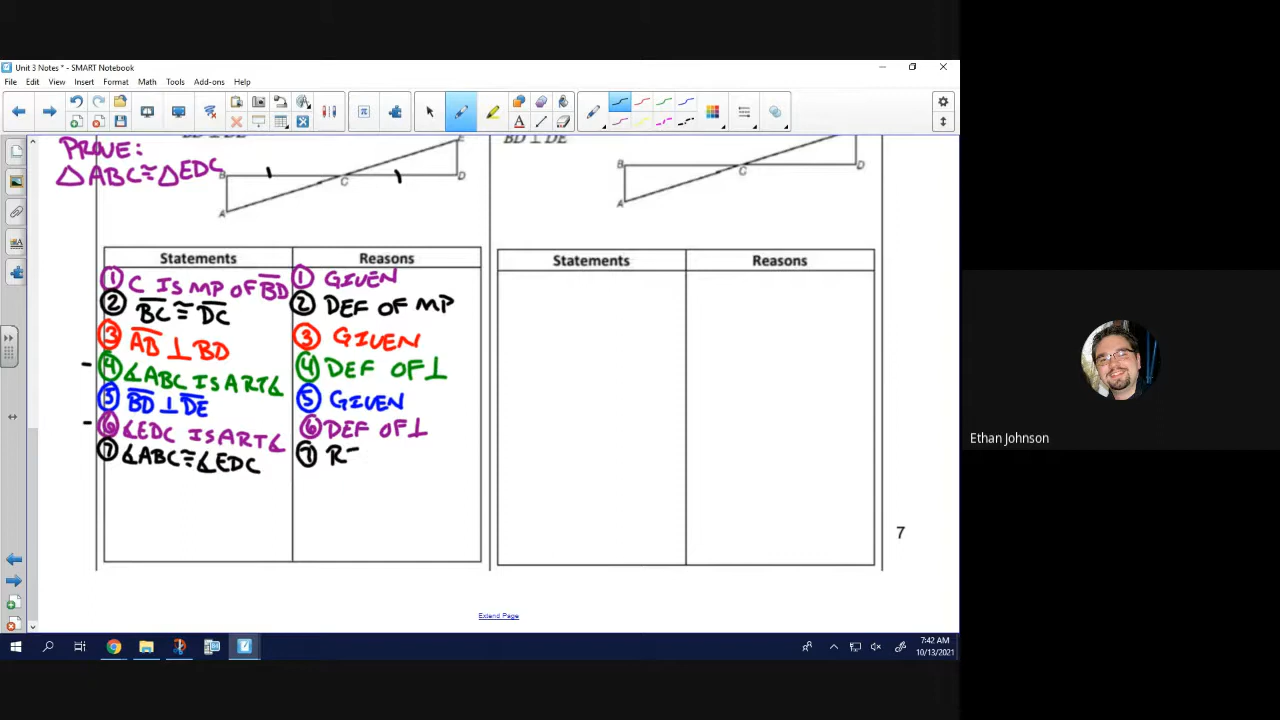 Unit 3 Notes * - SMART Notebook
File Edit View Insert Format Math Tools Add-ons Help
PROVE:
△ABC≅△EDC
BD ⊥ DE
B C D E A
B C D A
Statements Reasons
① C IS MP OF BD ① GIVEN
② BC ≅ DC ② DEF OF MP
③ AB ⊥ BD ③ GIVEN
④ ∡ABC IS A RT∡ ④ DEF OF⊥
⑤ BD ⊥ DE ⑤ GIVEN
⑥ ∡EDC IS A RT∡ ⑥ DEF OF⊥
⑦ ∡ABC≅∡EDC ⑦ R
Statements Reasons
7
Extend Page
Ethan Johnson
7:42 AM
10/13/2021